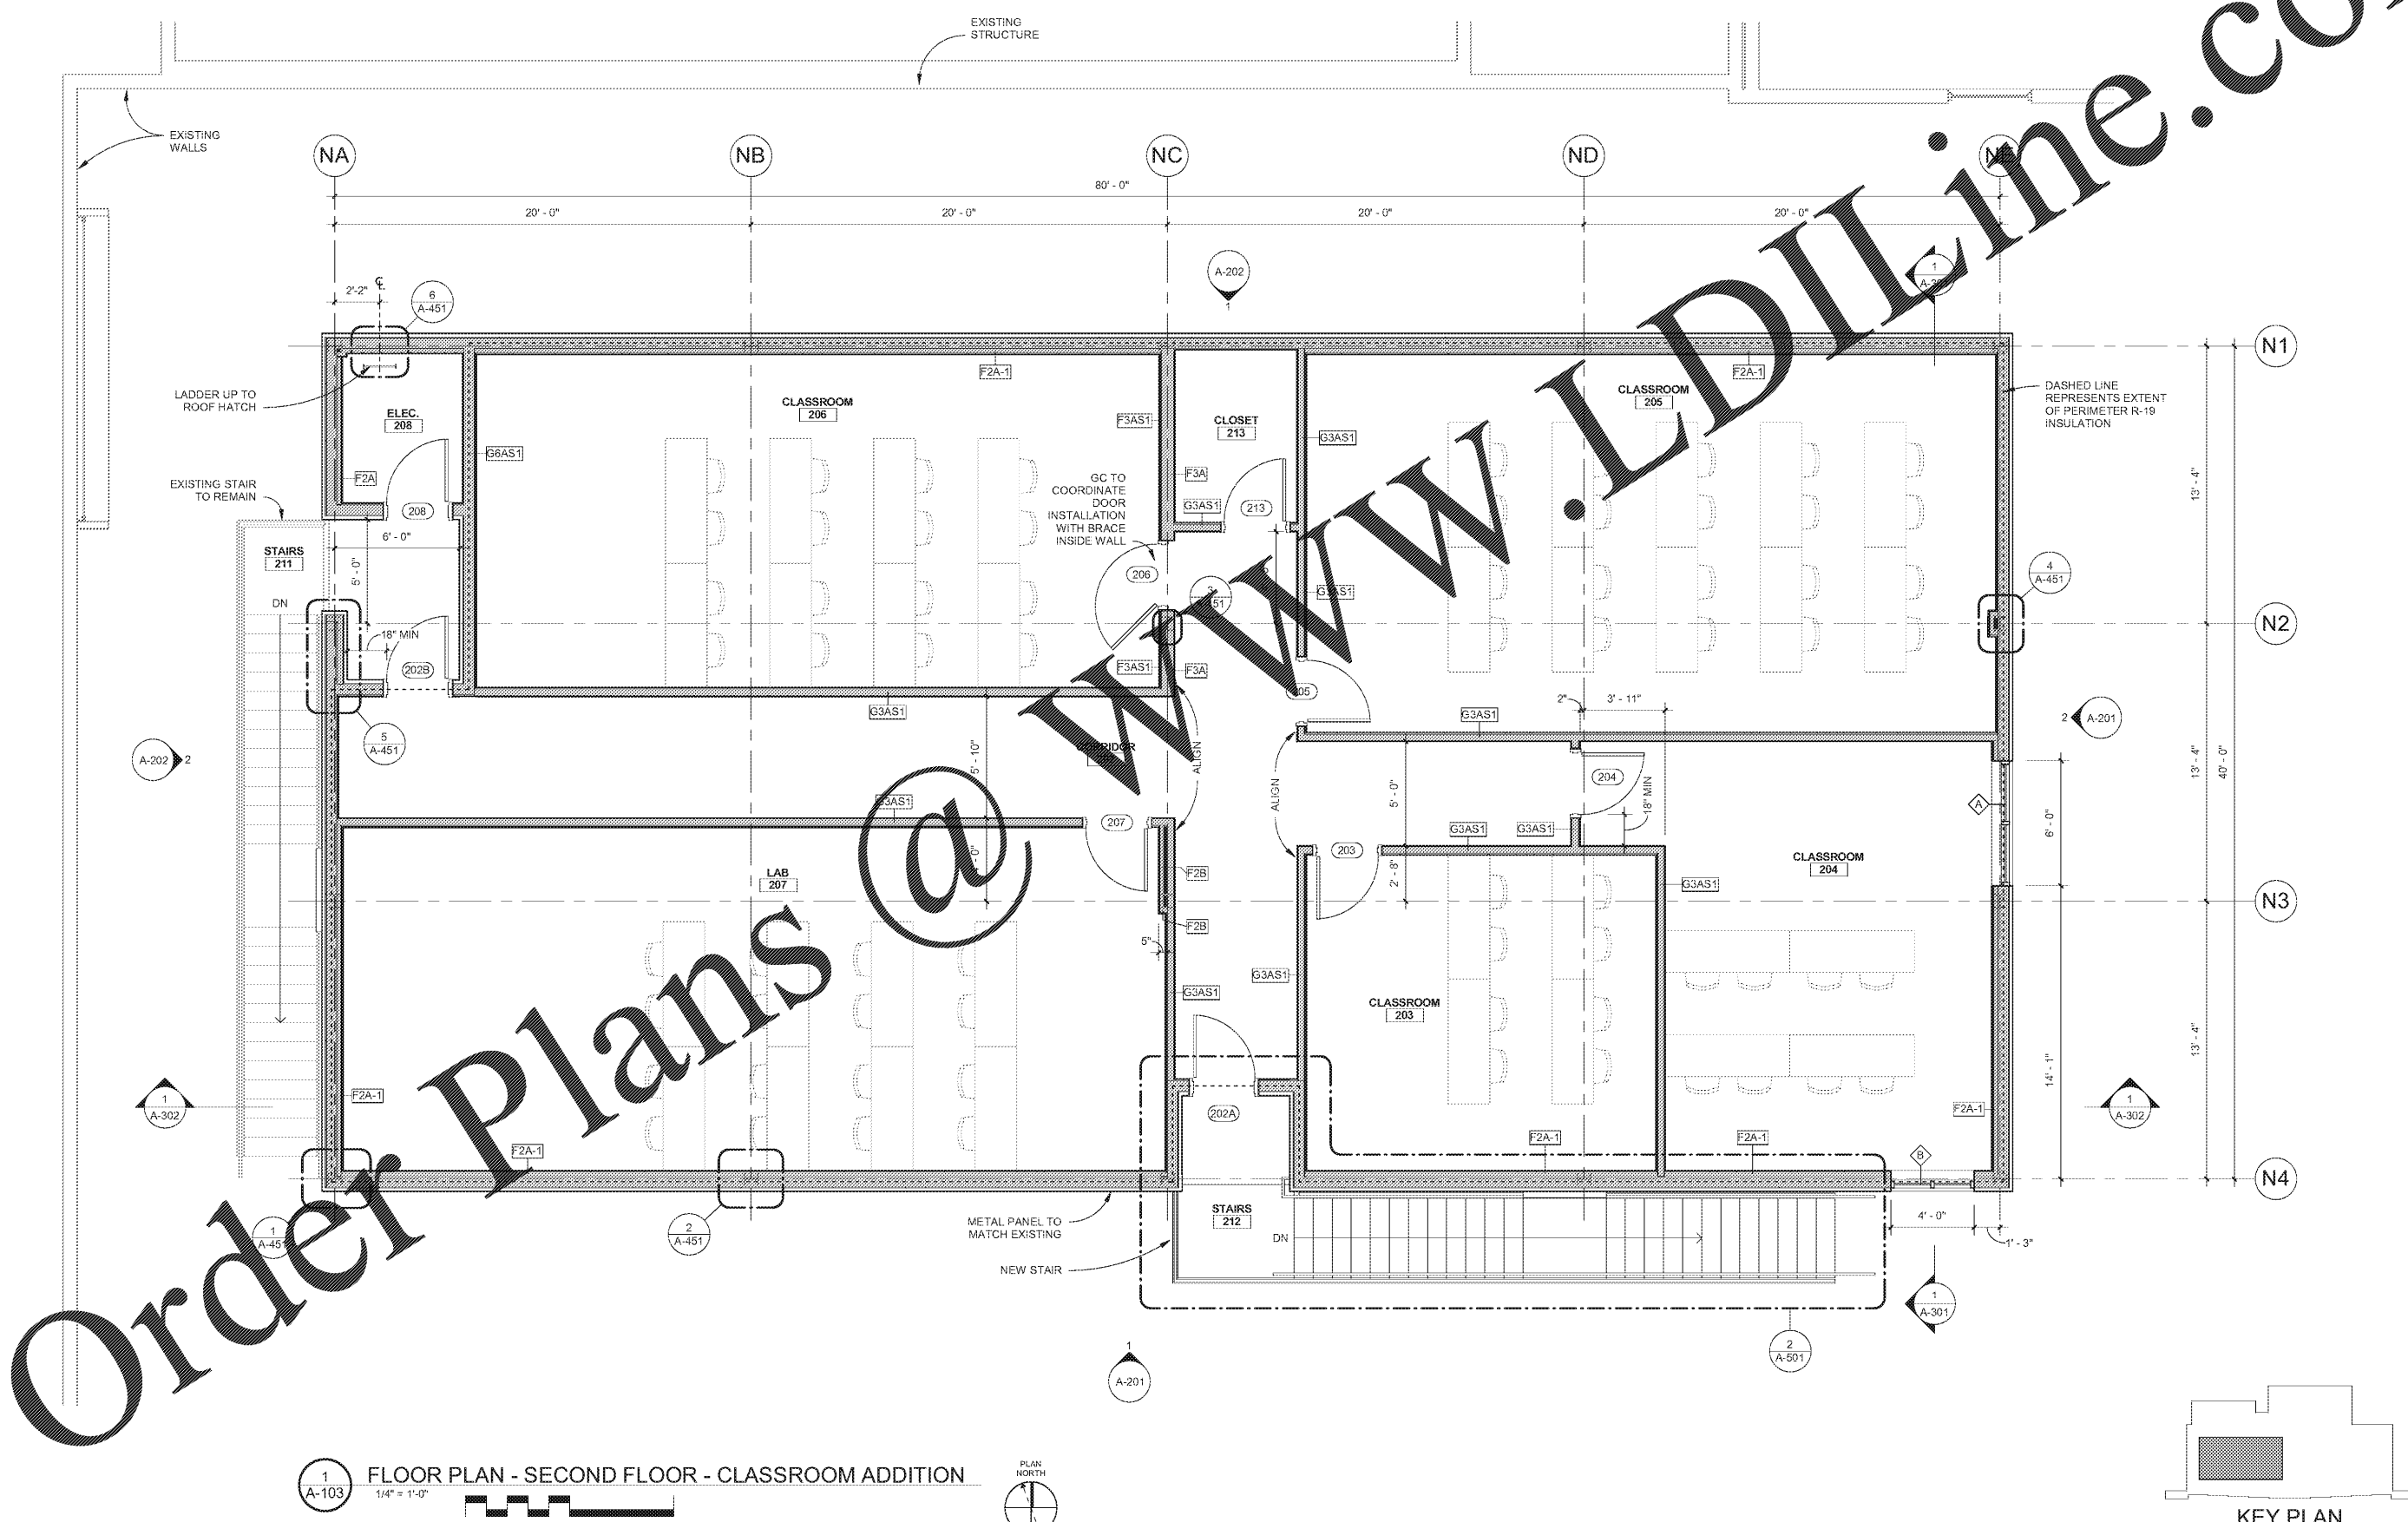 EXISTING
STRUCTURE
EXISTING
WALLS
NA
NB
NC
ND
NE
80' - 0"
20' - 0"
20' - 0"
20' - 0"
20' - 0"
A-202
1
1
2'-2"
6
A-451
N1
LADDER UP TO
ROOF HATCH
ELEC.
208
F2A
CLASSROOM
206
F2A-1
F3AS1
G6AS1
CLOSET
213
F3A
G3AS1
213
G3AS1
CLASSROOM
205
F2A-1
DASHED LINE
REPRESENTS EXTENT
OF PERIMETER R-19
INSULATION
13' - 4"
EXISTING STAIR
TO REMAIN
208
6' - 0"
5' - 0"
STAIRS
211
DN
18" MIN
202B
GC TO
COORDINATE
DOOR
INSTALLATION
WITH BRACE
INSIDE WALL
206
4
A-451
N2
F3AS1
F3A
G3AS1
5
A-451
A-202
2
5' - 10"
ALIGN
ALIGN
G3AS1
2"
3' - 11"
204
5' - 0"
18" MIN
2
A-201
13' - 4"
40' - 0"
A
6' - 0"
G3AS1
207
F2B
F2B
5"
LAB
207
203
2' - 8"
G3AS1
G3AS1
G3AS1
CLASSROOM
204
N3
G3AS1
G3AS1
CLASSROOM
203
13' - 4"
14' - 1"
1
A-302
F2A-1
F2A-1
202A
F2A-1
F2A-1
F2A-1
B
1
A-302
N4
1
2
A-451
METAL PANEL TO
MATCH EXISTING
NEW STAIR
STAIRS
212
DN
4' - 0"
1' - 3"
1
A-301
2
A-501
1
A-201
Order Plans @ www.LDILine.co
1
A-103
FLOOR PLAN - SECOND FLOOR - CLASSROOM ADDITION
1/4" = 1'-0"
PLAN
NORTH
KEY PLAN